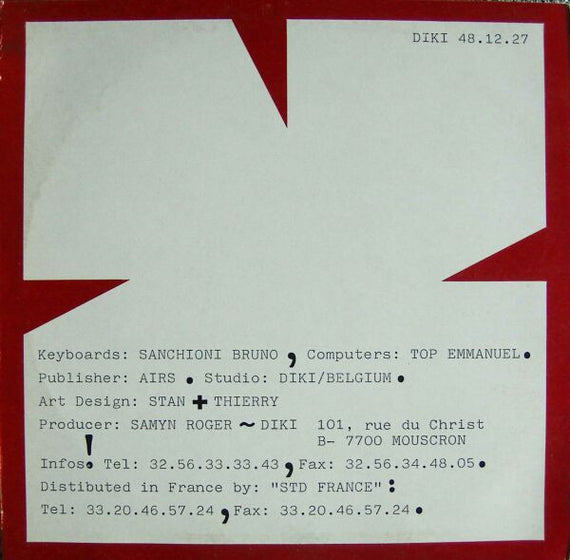 DIKI 48.12.27
Keyboards: SANCHIONI BRUNO , Computers: TOP EMMANUEL.
Publisher: AIRS . Studio: DIKI/BELGIUM .
Art Design: STAN + THIERRY
Producer: SAMYN ROGER ~ DIKI 101, rue du Christ
B- 7700 MOUSCRON
Infos! Tel: 32.56.33.33.43 , Fax: 32.56.34.48.05.
Distibuted in France by: "STD FRANCE" :
Tel: 33.20.46.57.24 , Fax: 33.20.46.57.24 .